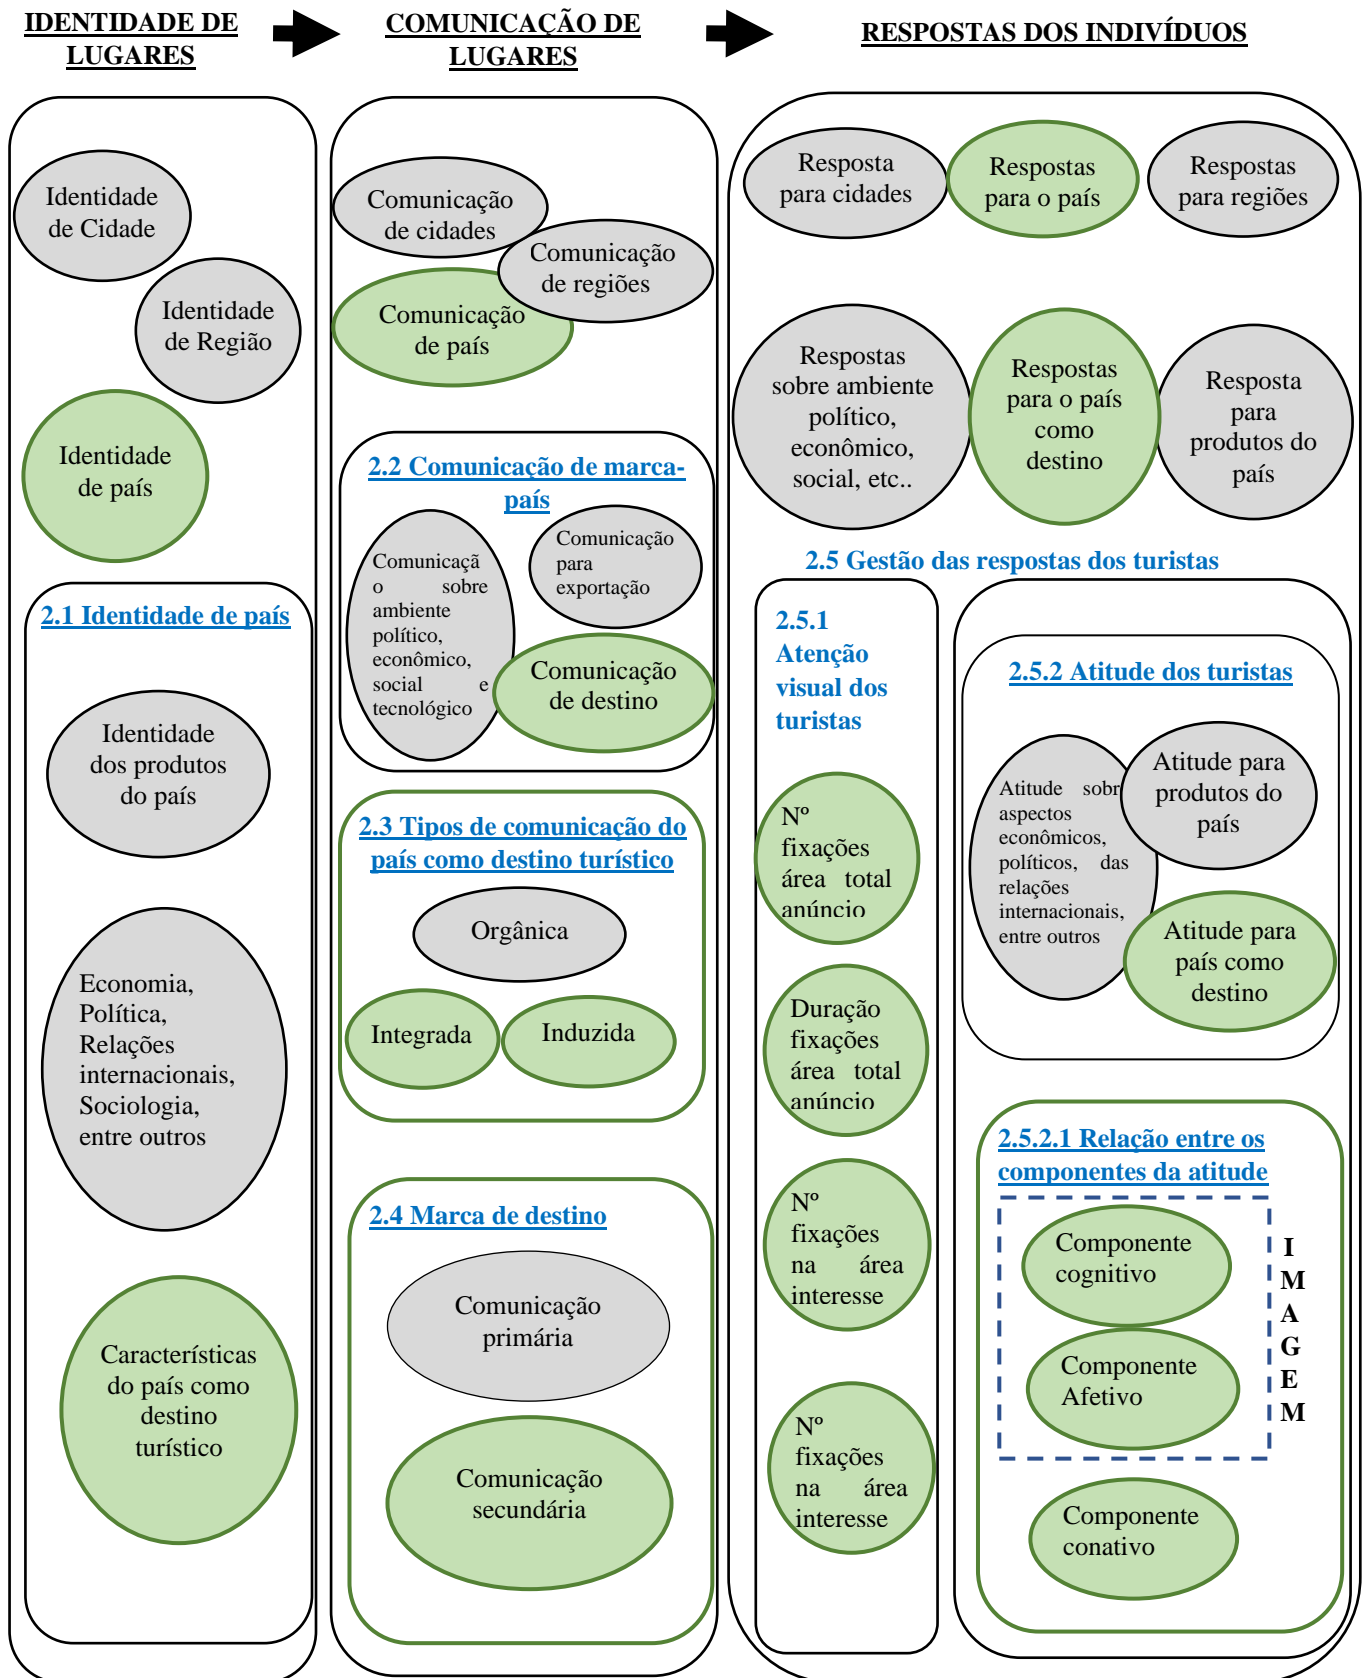 IDENTIDADE DE
LUGARES
COMUNICAÇÃO DE
LUGARES
RESPOSTAS DOS INDIVÍDUOS
Identidade
de Cidade
Identidade
de Região
Identidade
de país
2.1 Identidade de país
Identidade
dos produtos
do país
Economia,
Política,
Relações
internacionais,
Sociologia,
entre outros
Características
do país como
destino
turístico
Comunicação
de cidades
Comunicação
de regiões
Comunicação
de país
2.2 Comunicação de marca-
país
Comunicaçã
o sobre
ambiente
político,
econômico,
social e
tecnológico
Comunicação
para
exportação
Comunicação
de destino
2.3 Tipos de comunicação do
país como destino turístico
Orgânica
Integrada
Induzida
2.4 Marca de destino
Comunicação
primária
Comunicação
secundária
Resposta
para cidades
Respostas
para o país
Respostas
para regiões
Respostas
sobre ambiente
político,
econômico,
social, etc..
Respostas
para o país
como
destino
Resposta
para
produtos do
país
2.5 Gestão das respostas dos turistas
2.5.1
Atenção
visual dos
turistas
Nº
fixações
área total
anúncio
Duração
fixações
área total
anúncio
Nº
fixações
na área
interesse
Nº
fixações
na área
interesse
2.5.2 Atitude dos turistas
Atitude sobr
aspectos
econômicos,
políticos, das
relações
internacionais,
entre outros
Atitude para
produtos do
país
Atitude para
país como
destino
2.5.2.1 Relação entre os
componentes da atitude
Componente
cognitivo
Componente
Afetivo
I
M
A
G
E
M
Componente
conativo